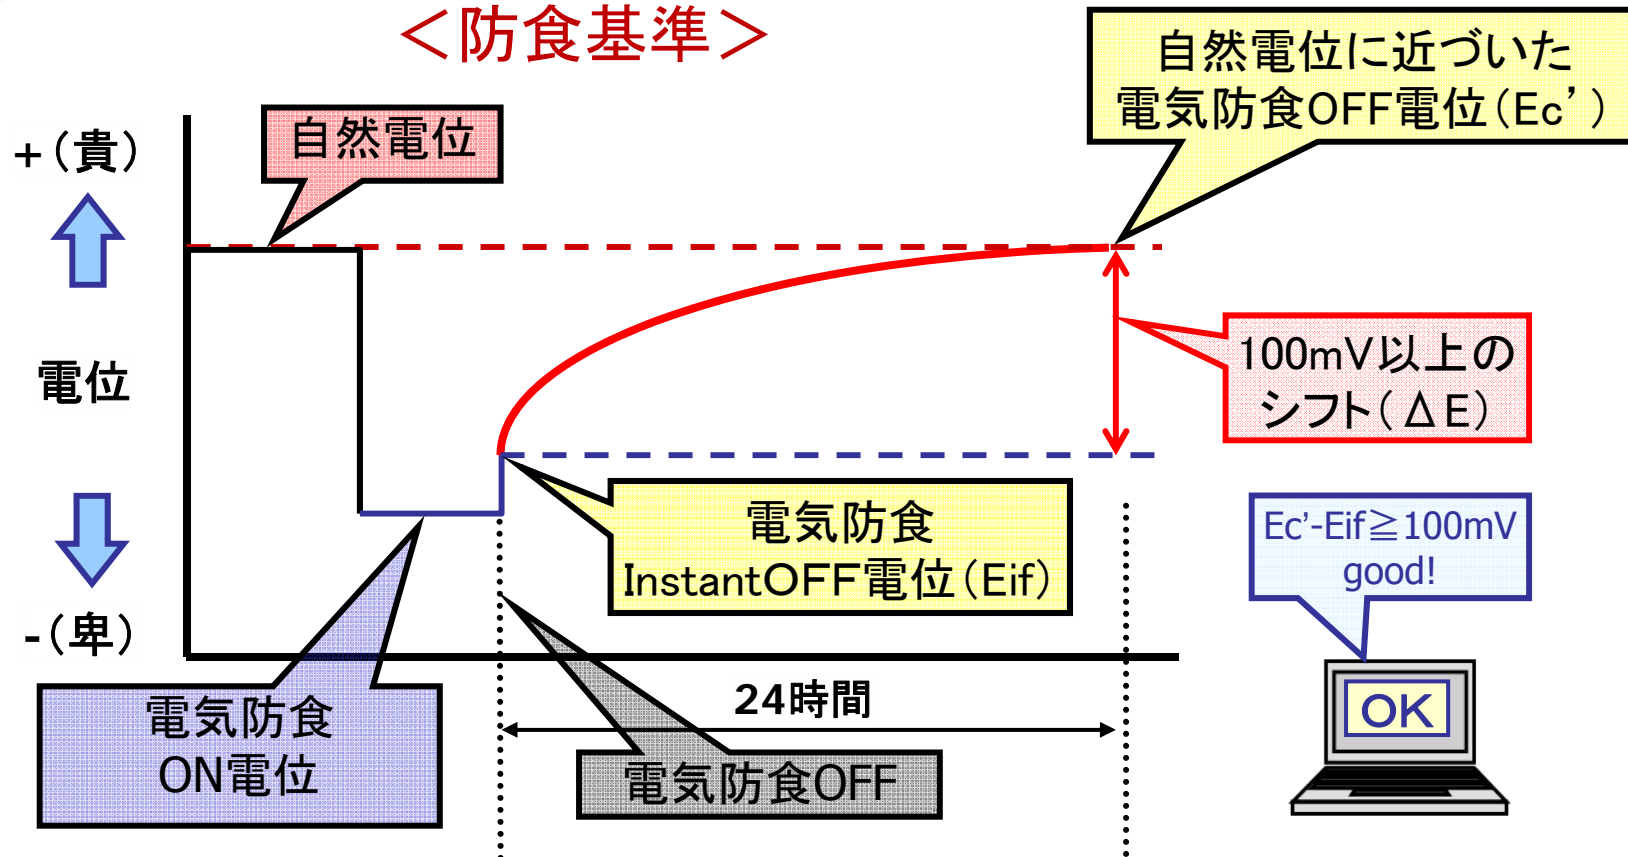 ＜防食基準＞
自然電位に近づいた
電気防食OFF電位（Ec’）
自然電位
+（貴）
電位
-（卑）
100mV以上の
シフト（ΔE）
電気防食
InstantOFF電位（Eif）
Ec’-Eif≧100mV
good!
OK
24時間
電気防食
ON電位
電気防食OFF